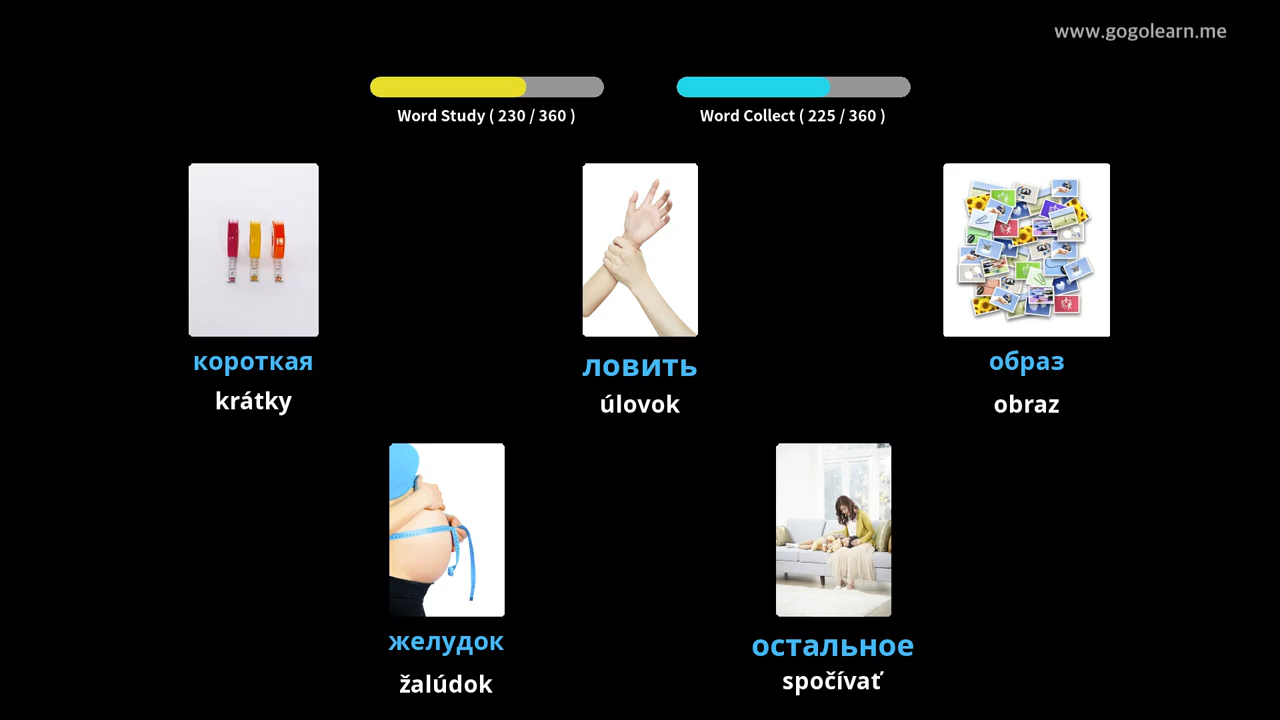 www.gogolearn.me
Word Study ( 230 / 360 )
Word Collect ( 225 / 360 )
короткая
krátky
ловить
úlovok
образ
obraz
желудок
žalúdok
остальное
spočívať